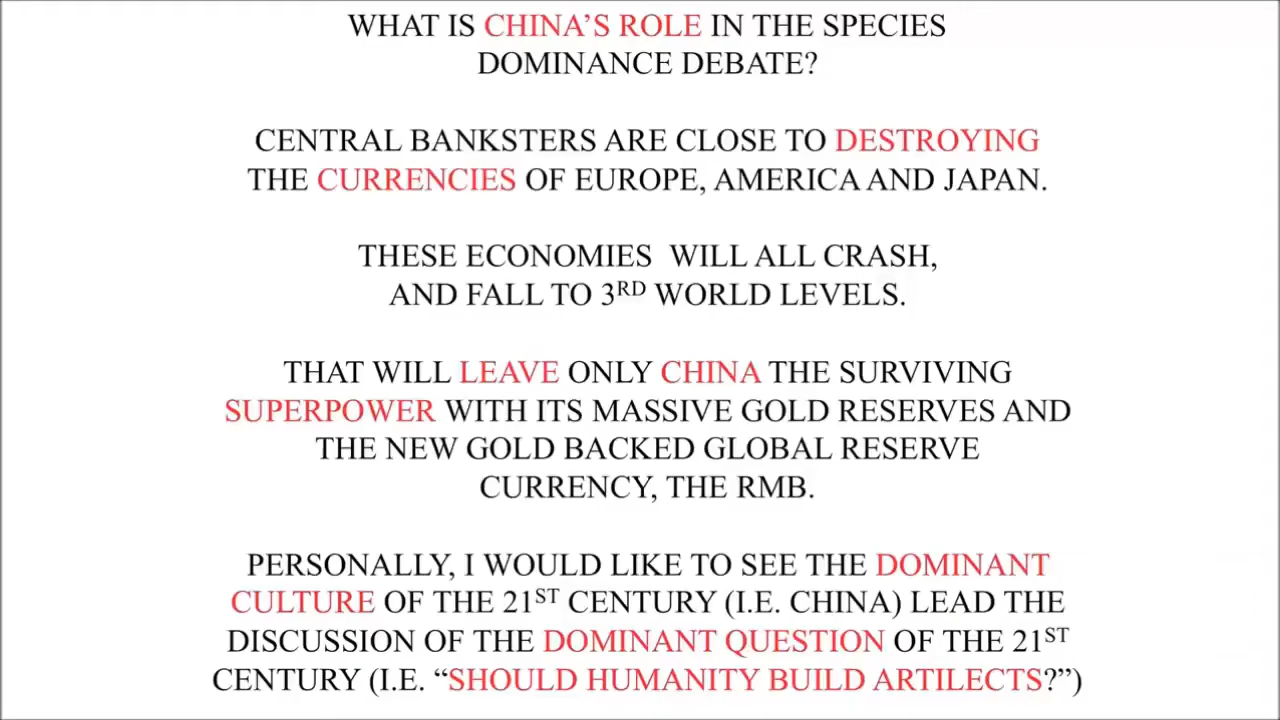 WHAT IS CHINA'S ROLE IN THE SPECIES
DOMINANCE DEBATE?
CENTRAL BANKSTERS ARE CLOSE TO DESTROYING
THE CURRENCIES OF EUROPE, AMERICA AND JAPAN.
THESE ECONOMIES WILL ALL CRASH,
AND FALL TO 3RD WORLD LEVELS.
THAT WILL LEAVE ONLY CHINA THE SURVIVING
SUPERPOWER WITH ITS MASSIVE GOLD RESERVES AND
THE NEW GOLD BACKED GLOBAL RESERVE
CURRENCY, THE RMB.
PERSONALLY, I WOULD LIKE TO SEE THE DOMINANT
CULTURE OF THE 21ST CENTURY (I.E. CHINA) LEAD THE
DISCUSSION OF THE DOMINANT QUESTION OF THE 21ST
CENTURY (I.E. “SHOULD HUMANITY BUILD ARTILECTS?”)